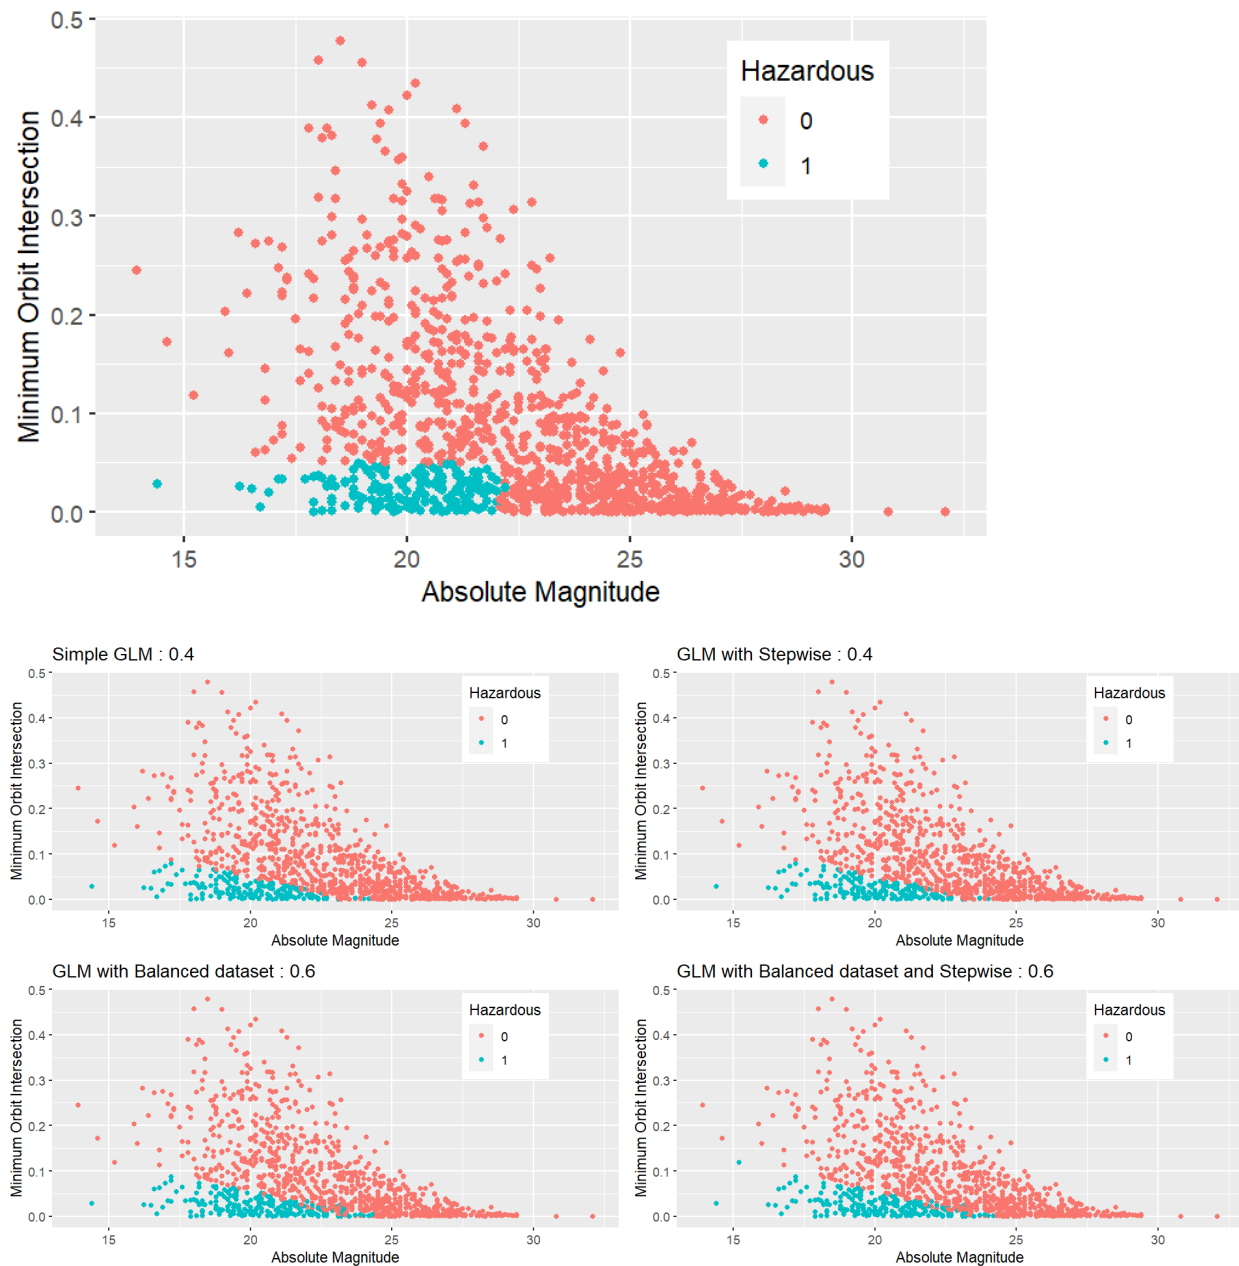 0.5
0.4
0.3
0.2
0.1
0.0
Minimum Orbit Intersection
Hazardous
0
1
15 20 25 30
Absolute Magnitude
Simple GLM : 0.4
0.5
0.4
0.3
0.2
0.1
0.0
Minimum Orbit Intersection
Hazardous
0
1
15 20 25 30
Absolute Magnitude
GLM with Stepwise : 0.4
0.5
0.4
0.3
0.2
0.1
0.0
Minimum Orbit Intersection
Hazardous
0
1
15 20 25 30
Absolute Magnitude
GLM with Balanced dataset : 0.6
0.5
0.4
0.3
0.2
0.1
0.0
Minimum Orbit Intersection
Hazardous
0
1
15 20 25 30
Absolute Magnitude
GLM with Balanced dataset and Stepwise : 0.6
0.5
0.4
0.3
0.2
0.1
0.0
Minimum Orbit Intersection
Hazardous
0
1
15 20 25 30
Absolute Magnitude